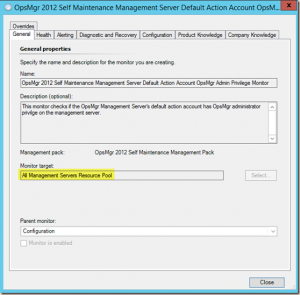 OpsMgr 2012 Self Maintenance Management Server Default Account OpsM...
Overrides
General Health Alerting Diagnostic and Recovery Configuration Product Knowledge Company Knowledge
General properties
Specify the name and description for the monitor you are creating.
Name:
OpsMgr 2012 Self Maintenance Management Server Default Action Account OpsMgr Admin Privilege Monitor
Description (optional):
This monitor checks if the OpsMgr Management Server's default action account has OpsMgr administrator
privilge on the management server.
Management pack: OpsMgr 2012 Self Maintenance Management Pack
Monitor target:
All Management Servers Resource Pool
Select...
Parent monitor:
Configuration
Monitor is enabled
Close